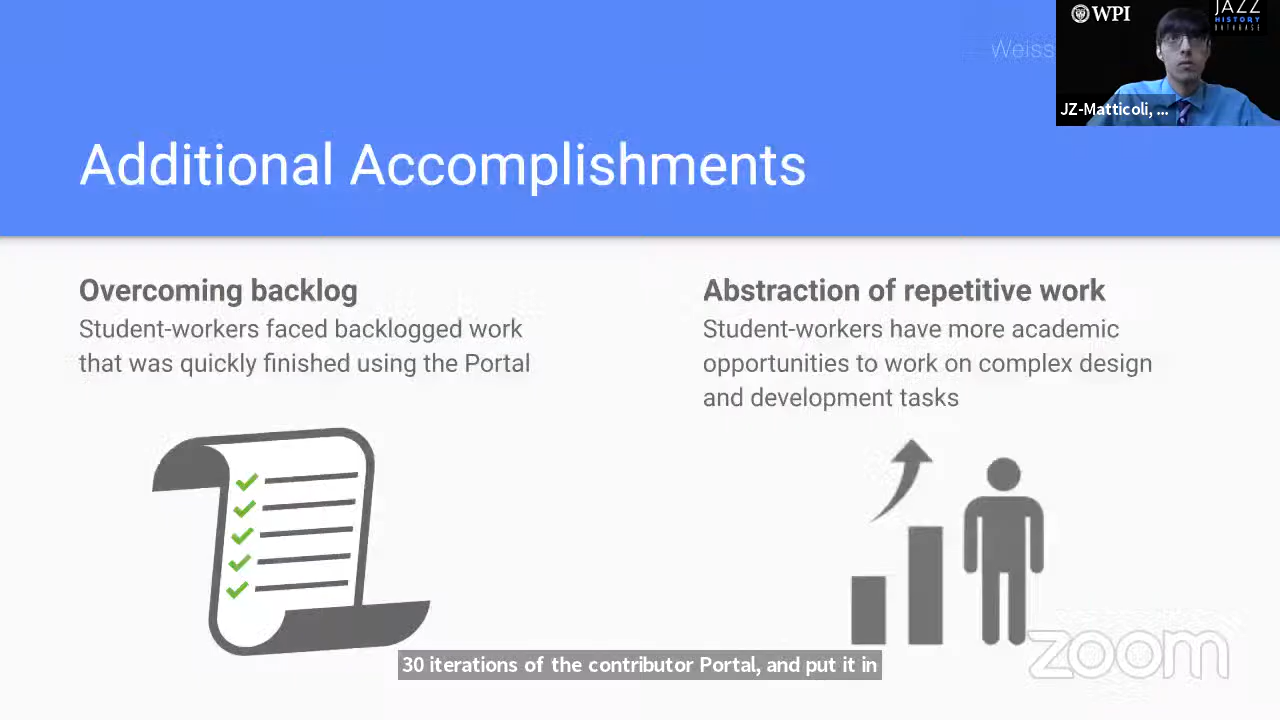 WPI
JAZZ
HISTORY
DATABASE
Weiss
JZ-Matticoli, ...
Additional Accomplishments
Overcoming backlog
Student-workers faced backlogged work
that was quickly finished using the Portal
Abstraction of repetitive work
Student-workers have more academic
opportunities to work on complex design
and development tasks
zoom
30 iterations of the contributor Portal, and put it in